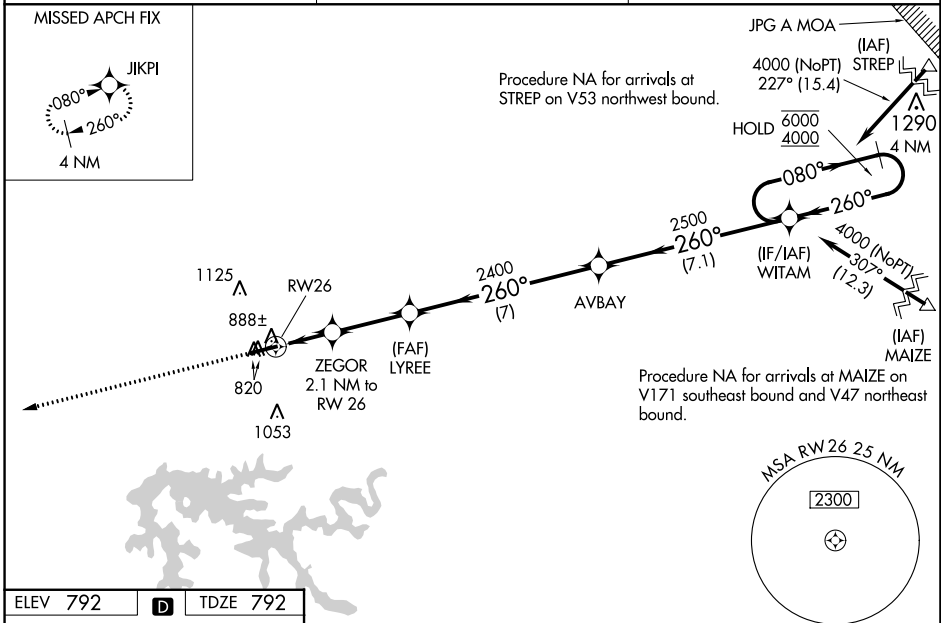 MISSED APCH FIX
JIKPI
080°
260°
4 NM
Procedure NA for arrivals at
STREP on V53 northwest bound.
JPG A MOA
(IAF)
STREP
4000 (NoPT)
227° (15.4)
1290
4 NM
HOLD
6000
4000
080°
260°
(IF/IAF)
WITAM
4000 (NoPT)
307°
(12.3)
(IAF)
MAIZE
2500
260°
(7.1)
AVBAY
2400
260°
(7)
(FAF)
LYREE
ZEGOR
2.1 NM to
RW 26
RW26
1125
888±
820
1053
Procedure NA for arrivals at MAIZE on
V171 southeast bound and V47 northeast
bound.
MSA RW26 25 NM
2300
ELEV 792 D TDZE 792